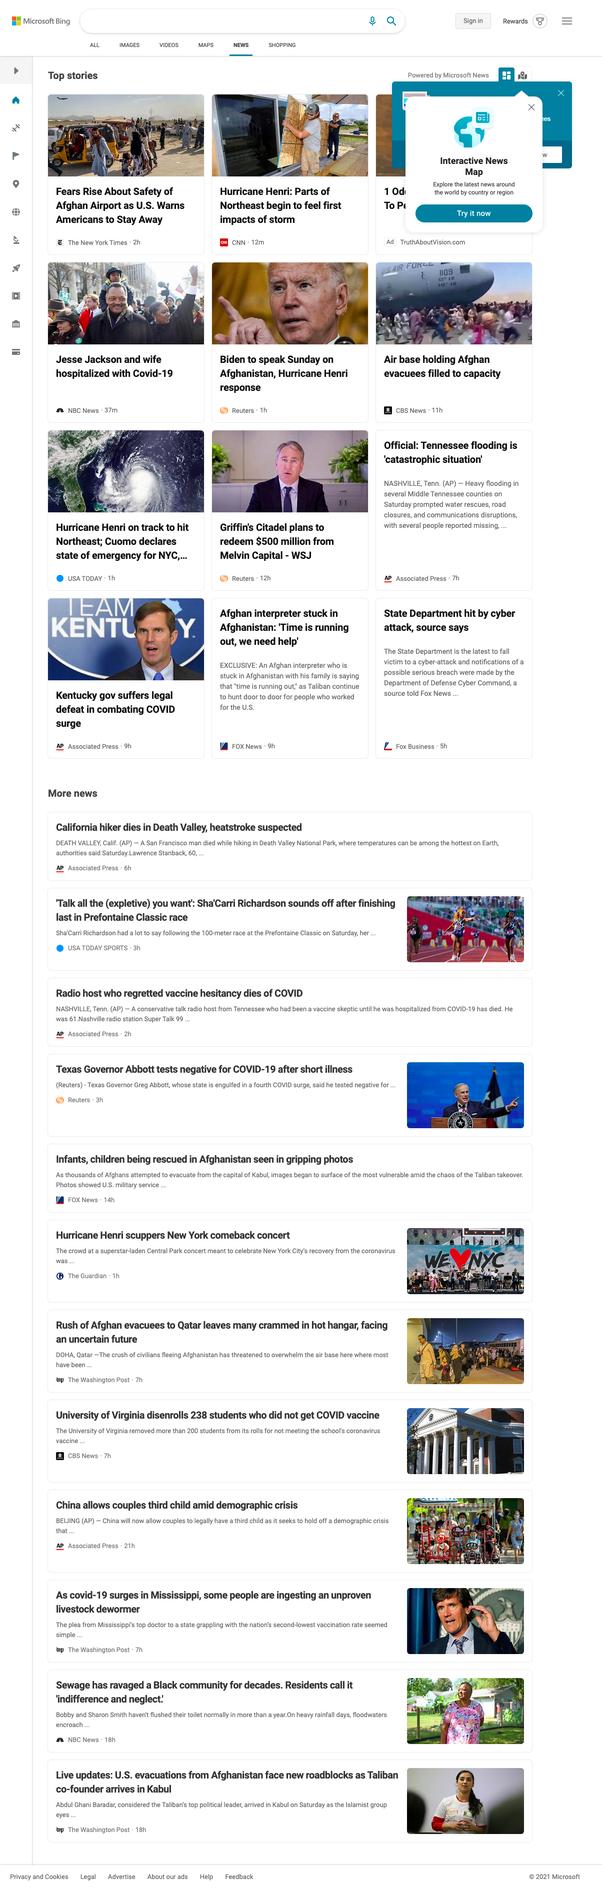 Microsoft Bing
Sign in
Rewards
ALL
IMAGES
VIDEOS
MAPS
NEWS
SHOPPING
Top stories
Powered by Microsoft News
Interactive News
Map
Explore the latest news around
the world by country or region
Try it now
Fears Rise About Safety of
Afghan Airport as U.S. Warns
Americans to Stay Away
The New York Times · 2h
Hurricane Henri: Parts of
Northeast begin to feel first
impacts of storm
CNN · 12m
Ad TruthAboutVision.com
Jesse Jackson and wife
hospitalized with Covid-19
NBC News · 37m
Biden to speak Sunday on
Afghanistan, Hurricane Henri
response
Reuters · 1h
Air base holding Afghan
evacuees filled to capacity
CBS News · 11h
Hurricane Henri on track to hit
Northeast; Cuomo declares
state of emergency for NYC,...
USA TODAY · 1h
Griffin's Citadel plans to
redeem $500 million from
Melvin Capital - WSJ
Reuters · 12h
Official: Tennessee flooding is
'catastrophic situation'
NASHVILLE, Tenn. (AP) — Heavy flooding in
several Middle Tennessee counties on
Saturday prompted water rescues, road
closures, and communications disruptions,
with several people reported missing, ...
AP Associated Press · 7h
TEAM
KENTUCKY
Kentucky gov suffers legal
defeat in combating COVID
surge
AP Associated Press · 9h
Afghan interpreter stuck in
Afghanistan: 'Time is running
out, we need help'
EXCLUSIVE: An Afghan interpreter who is
stuck in Afghanistan with his family is saying
that "time is running out," as Taliban continue
to hunt door to door for people who worked
for the U.S.
FOX News · 9h
State Department hit by cyber
attack, source says
The State Department is the latest to fall
victim to a cyber-attack and notifications of a
possible serious breach were made by the
Department of Defense Cyber Command, a
source told Fox News ...
Fox Business · 5h
More news
California hiker dies in Death Valley, heatstroke suspected
DEATH VALLEY, Calif. (AP) — A San Francisco man died while hiking in Death Valley National Park, where temperatures can be among the hottest on Earth,
authorities said Saturday.Lawrence Stanback, 60, ...
AP Associated Press · 6h
'Talk all the (expletive) you want': Sha'Carri Richardson sounds off after finishing
last in Prefontaine Classic race
Sha'Carri Richardson had a lot to say following the 100-meter race at the Prefontaine Classic on Saturday, her ...
USA TODAY SPORTS · 3h
Radio host who regretted vaccine hesitancy dies of COVID
NASHVILLE, Tenn. (AP) — A conservative talk radio host from Tennessee who had been a vaccine skeptic until he was hospitalized from COVID-19 has died. He
was 61.Nashville radio station Super Talk 99 ...
AP Associated Press · 2h
Texas Governor Abbott tests negative for COVID-19 after short illness
(Reuters) - Texas Governor Greg Abbott, whose state is engulfed in a fourth COVID surge, said he tested negative for ...
Reuters · 3h
Infants, children being rescued in Afghanistan seen in gripping photos
As thousands of Afghans attempted to evacuate from the capital of Kabul, images began to surface of the most vulnerable amid the chaos of the Taliban takeover.
Photos showed U.S. military service ...
FOX News · 14h
Hurricane Henri scuppers New York comeback concert
The crowd at a superstar-laden Central Park concert meant to celebrate New York City's recovery from the coronavirus
was ...
The Guardian · 1h
WE NYC
Rush of Afghan evacuees to Qatar leaves many crammed in hot hangar, facing
an uncertain future
DOHA, Qatar —The crush of civilians fleeing Afghanistan has threatened to overwhelm the air base here where most
have been ...
wp The Washington Post · 7h
University of Virginia disenrolls 238 students who did not get COVID vaccine
The University of Virginia removed more than 200 students from its rolls for not meeting the school's coronavirus
vaccine ...
CBS News · 7h
China allows couples third child amid demographic crisis
BEIJING (AP) — China will now allow couples to legally have a third child as it seeks to hold off a demographic crisis
that ...
AP Associated Press · 21h
As covid-19 surges in Mississippi, some people are ingesting an unproven
livestock dewormer
The plea from Mississippi's top doctor to a state grappling with the nation's second-lowest vaccination rate seemed
simple ...
wp The Washington Post · 7h
Sewage has ravaged a Black community for decades. Residents call it
'indifference and neglect.'
Bobby and Sharon Smith haven't flushed their toilet normally in more than a year.On heavy rainfall days, floodwaters
encroach ...
NBC News · 18h
Live updates: U.S. evacuations from Afghanistan face new roadblocks as Taliban
co-founder arrives in Kabul
Abdul Ghani Baradar, considered the Taliban's top political leader, arrived in Kabul on Saturday as the Islamist group
eyes ...
wp The Washington Post · 18h
Privacy and Cookies
Legal
Advertise
About our ads
Help
Feedback
© 2021 Microsoft